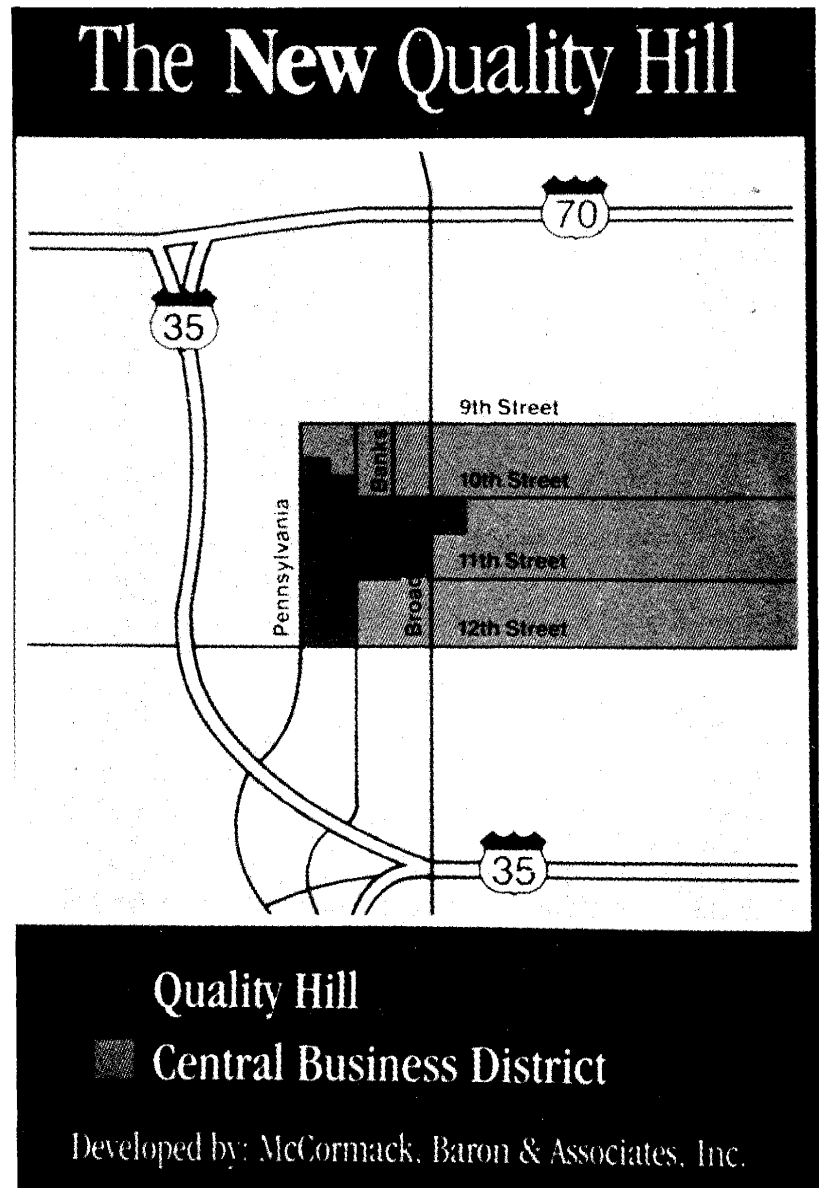 The New Quality Hill
70
35
9th Street
Banks
10th Street
Pennsylvania
11th Street
Broad
12th Street
35
Quality Hill
Central Business District
Developed by: McCormack, Baron & Associates, Inc.